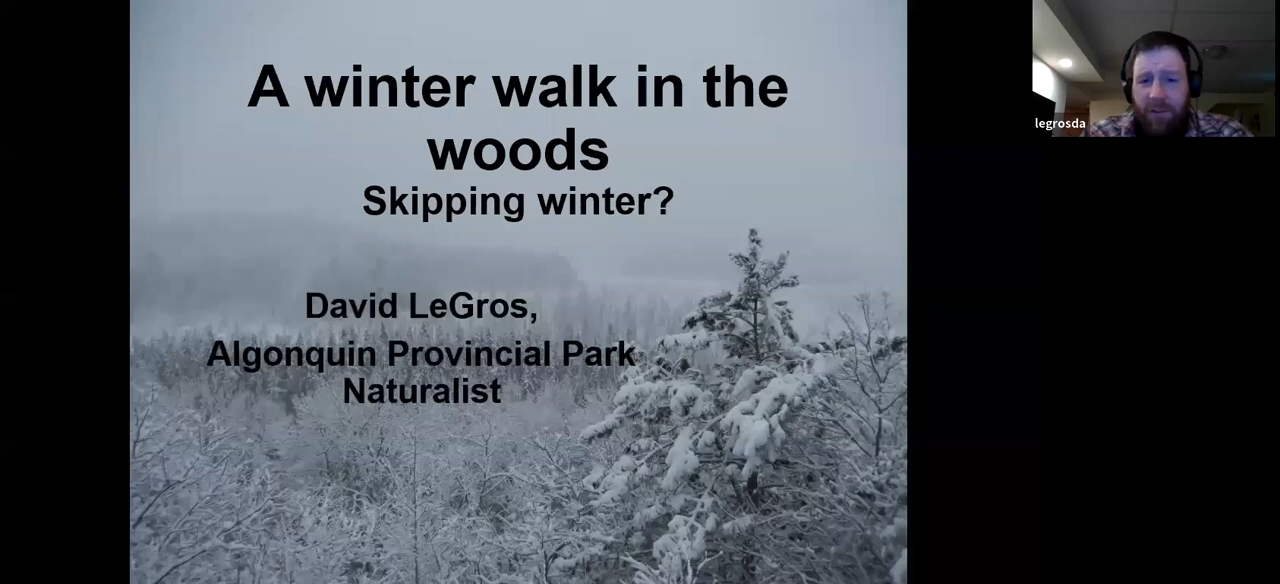 A winter walk in the
woods
Skipping winter?
David LeGros,
Algonquin Provincial Park
Naturalist
legrosda